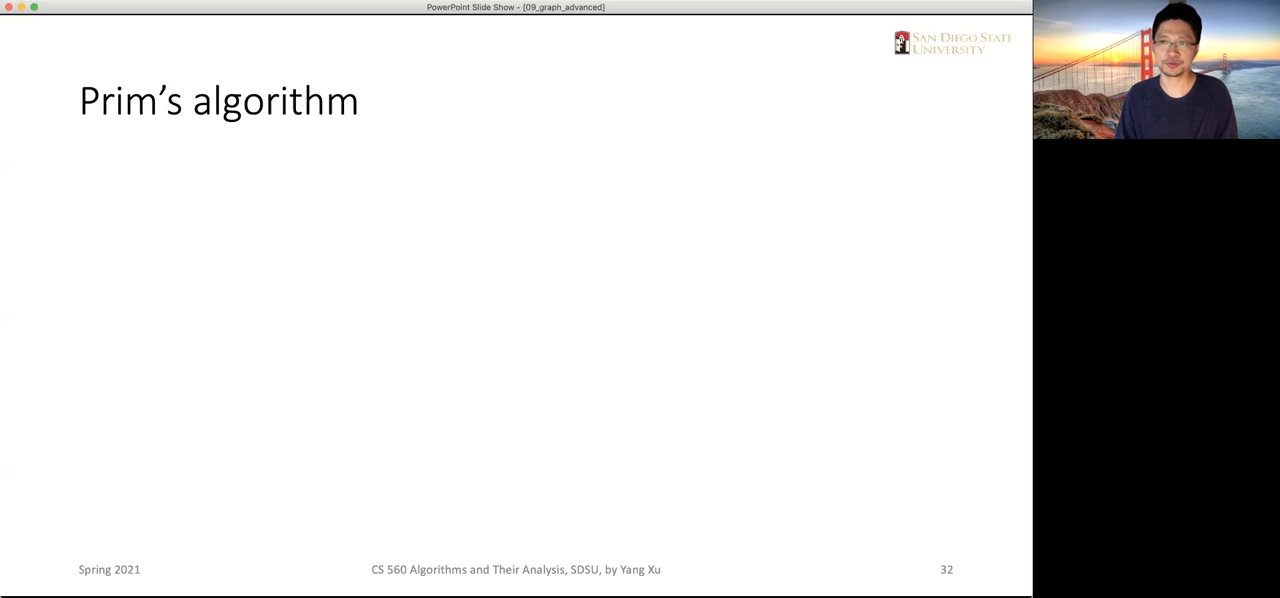 PowerPoint Slide Show - [09_graph_advanced]
SAN DIEGO STATE
UNIVERSITY
Prim's algorithm
Spring 2021
CS 560 Algorithms and Their Analysis, SDSU, by Yang Xu
32